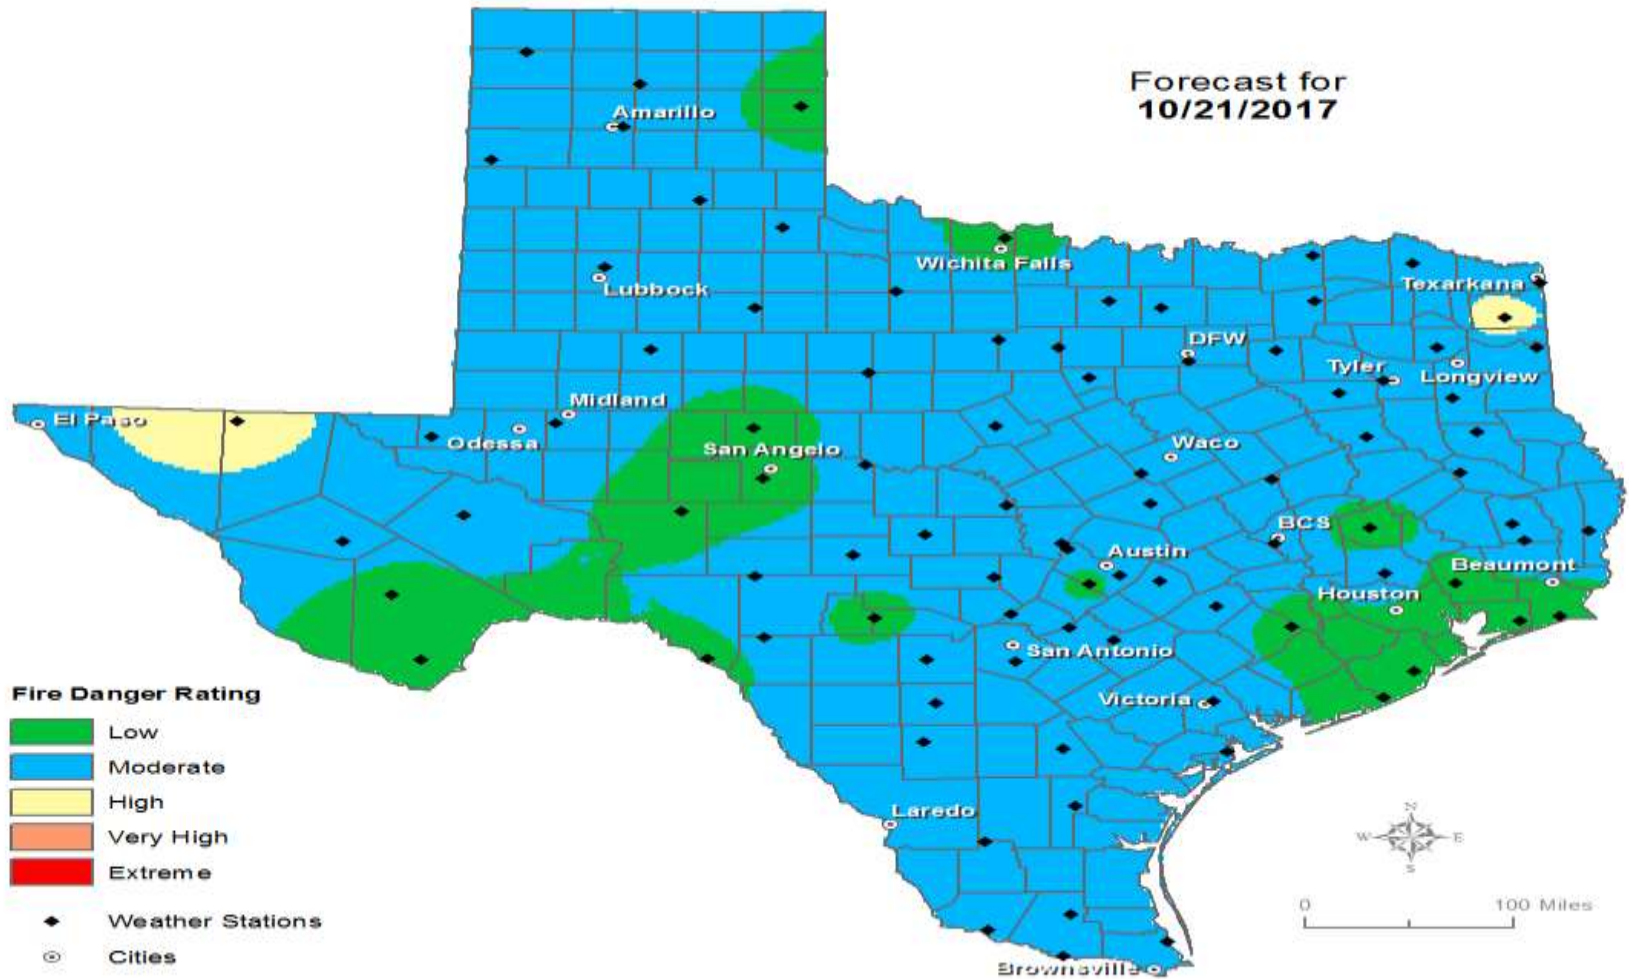 Forecast for
10/21/2017
Amarillo
Wichita Falls
Lubbock
Texarkana
DFW
Tyler
Longview
Midland
El Paso
Odessa
San Angelo
Waco
BCS
Austin
Beaumont
Houston
San Antonio
Victoria
Laredo
Brownsville
Fire Danger Rating
Low
Moderate
High
Very High
Extreme
Weather Stations
Cities
N
W
E
S
0
100 Miles